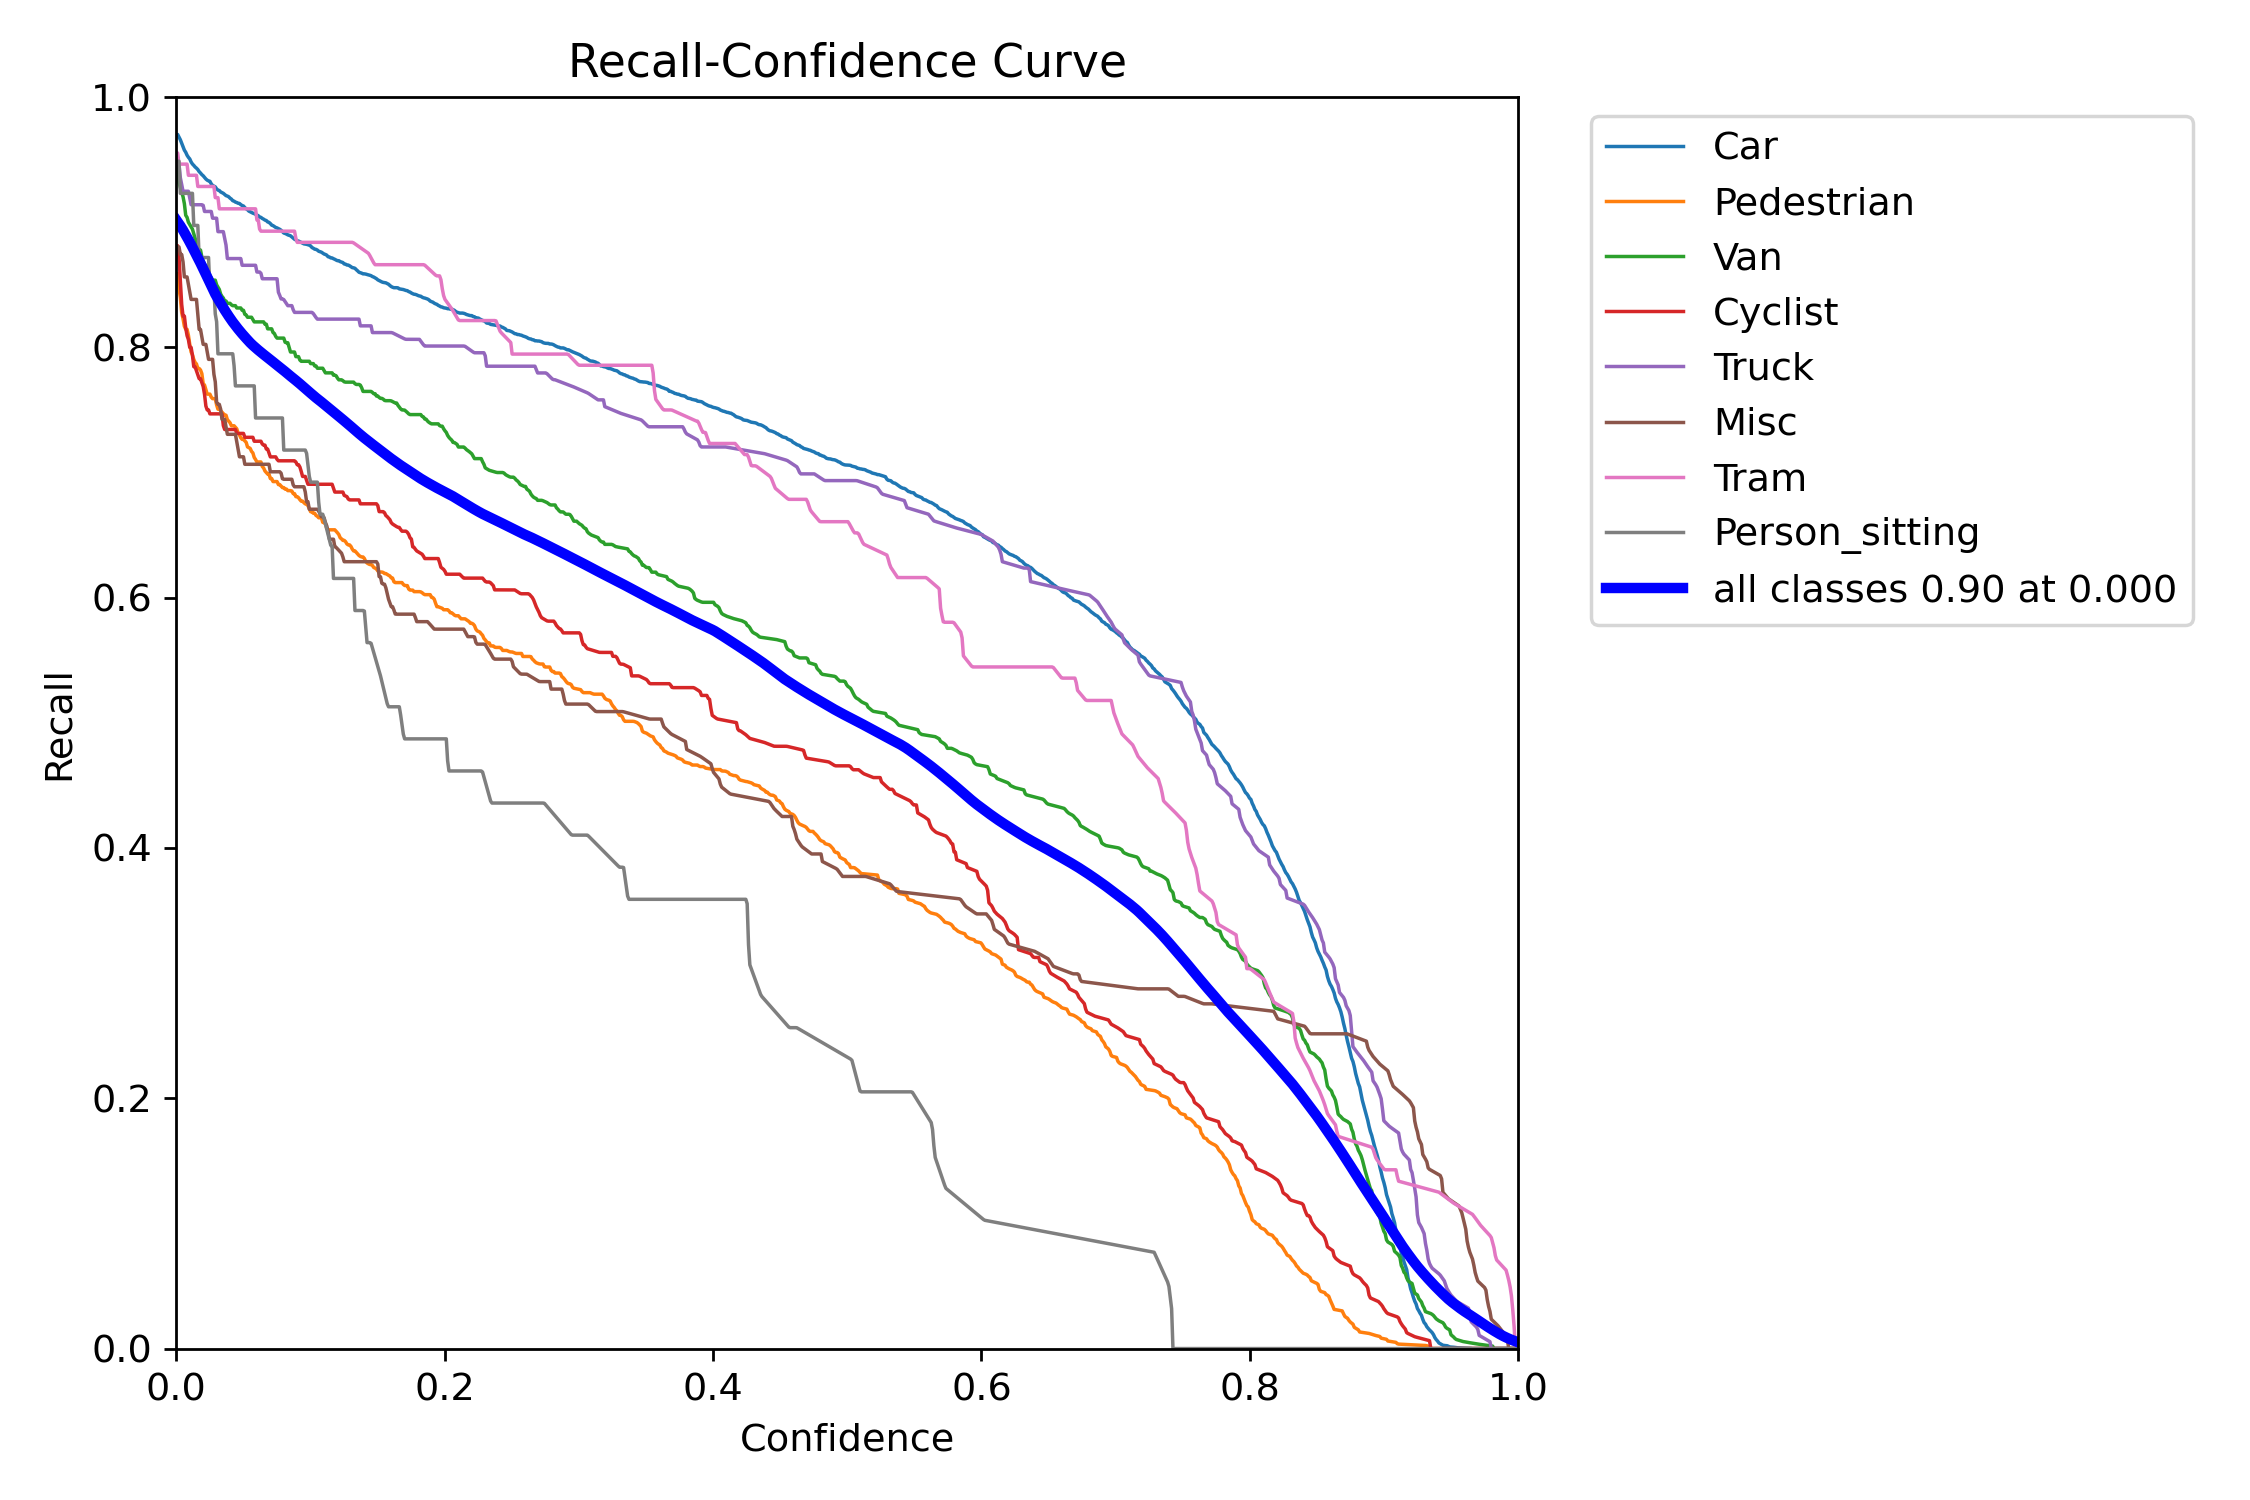 Recall-Confidence Curve
1.0
0.8
0.6
0.4
0.2
0.0
Recall
0.0 0.2 0.4 0.6 0.8 1.0
Confidence
Car
Pedestrian
Van
Cyclist
Truck
Misc
Tram
Person_sitting
all classes 0.90 at 0.000